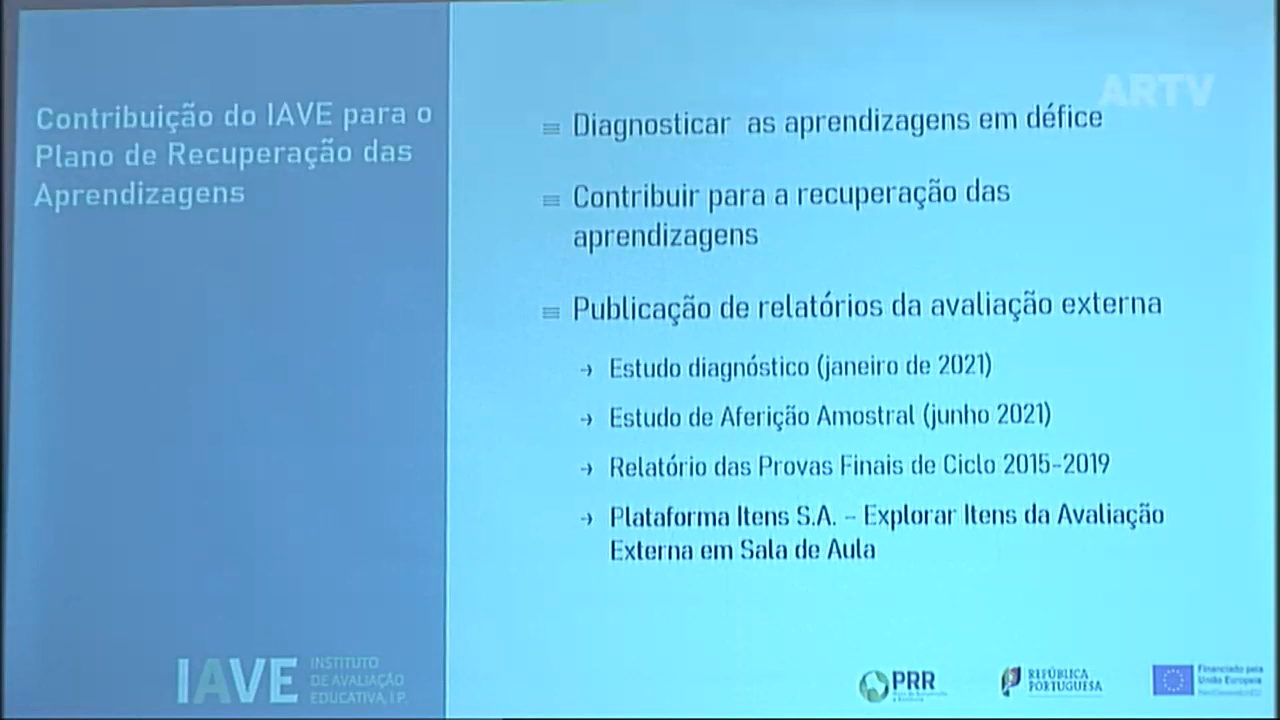 Contribuição do IAVE para o
Plano de Recuperação das
Aprendizagens
ARTV
Diagnosticar as aprendizagens em défice
Contribuir para a recuperação das
aprendizagens
Publicação de relatórios da avaliação externa
→ Estudo diagnóstico (janeiro de 2021)
→ Estudo de Aferição Amostral (junho 2021)
→ Relatório das Provas Finais de Ciclo 2015-2019
→ Plataforma Itens S.A. – Explorar Itens da Avaliação
Externa em Sala de Aula
IAVE
INSTITUTO
DE AVALIAÇÃO
EDUCATIVA, I.P.
PRR
REPÚBLICA
PORTUGUESA
Financiado pela
União Europeia